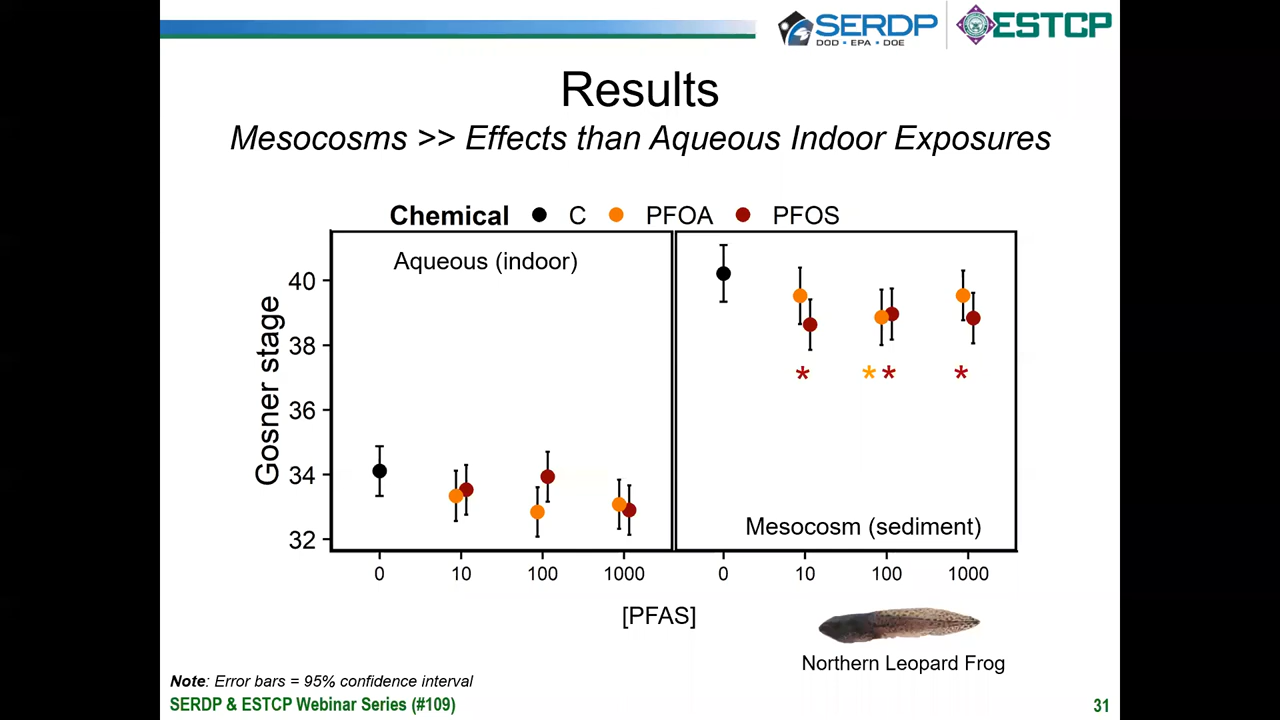 SERDP
DOD • EPA • DOE
ESTCP
Results
Mesocosms >> Effects than Aqueous Indoor Exposures
Chemical C PFOA PFOS
Aqueous (indoor)
Gosner stage
40
38
36
34
32
* * * *
Mesocosm (sediment)
0 10 100 1000 0 10 100 1000
[PFAS]
Northern Leopard Frog
Note: Error bars = 95% confidence interval
SERDP & ESTCP Webinar Series (#109)
31